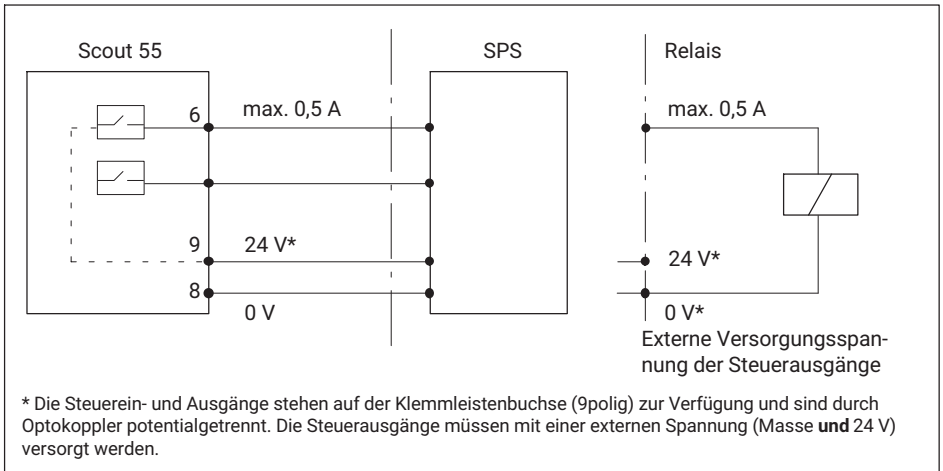 Scout 55
SPS
Relais
6
max. 0,5 A
max. 0,5 A
9
24 V*
24 V*
8
0 V
0 V*
Externe Versorgungsspan-
nung der Steuerausgänge
* Die Steuerein- und Ausgänge stehen auf der Klemmleistenbuchse (9polig) zur Verfügung und sind durch
Optokoppler potentialgetrennt. Die Steuerausgänge müssen mit einer externen Spannung (Masse und 24 V)
versorgt werden.